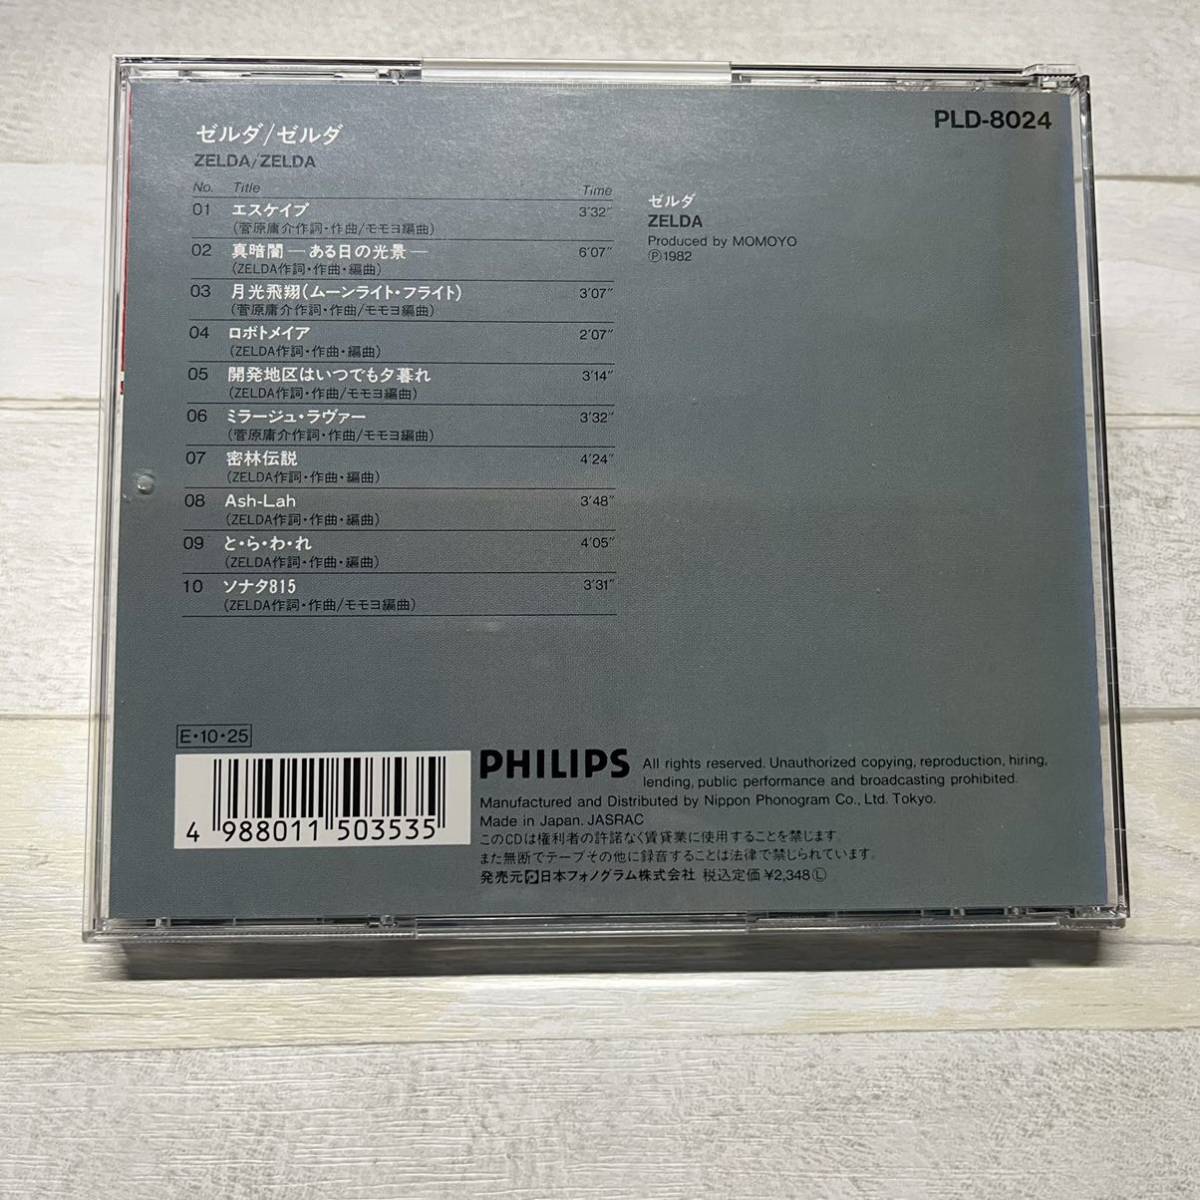 ゼルダ/ゼルダ
ZELDA/ZELDA
PLD-8024
No. Title Time
01 エスケイプ 3'32"
(菅原庸介作詞・作曲/モモヨ編曲)
02 真暗闇―ある日の光景― 6'07"
(ZELDA作詞・作曲・編曲)
03 月光飛翔(ムーンライト・フライト) 3'07"
(菅原庸介作詞・作曲/モモヨ編曲)
04 ロボトメイア 2'07"
(ZELDA作詞・作曲・編曲)
05 開発地区はいつでも夕暮れ 3'14"
(ZELDA作詞・作曲/モモヨ編曲)
06 ミラージュ・ラヴァー 3'32"
(菅原庸介作詞・作曲/モモヨ編曲)
07 密林伝説 4'24"
(ZELDA作詞・作曲・編曲)
08 Ash-Lah 3'48"
(ZELDA作詞・作曲・編曲)
09 と・ら・わ・れ 4'05"
(ZELDA作詞・作曲・編曲)
10 ソナタ815 3'31"
(ZELDA作詞・作曲/モモヨ編曲)
ゼルダ
ZELDA
Produced by MOMOYO
Ⓟ1982
E・10・25
4 988011 503535
PHILIPS
All rights reserved. Unauthorized copying, reproduction, hiring,
lending, public performance and broadcasting prohibited.
Manufactured and Distributed by Nippon Phonogram Co., Ltd. Tokyo.
Made in Japan. JASRAC
このCDは権利者の許諾なく賃貸業に使用することを禁じます。
また無断でテープその他に録音することは法律で禁じられています。
発売元 日本フォノグラム株式会社 税込定価¥2,348Ⓛ